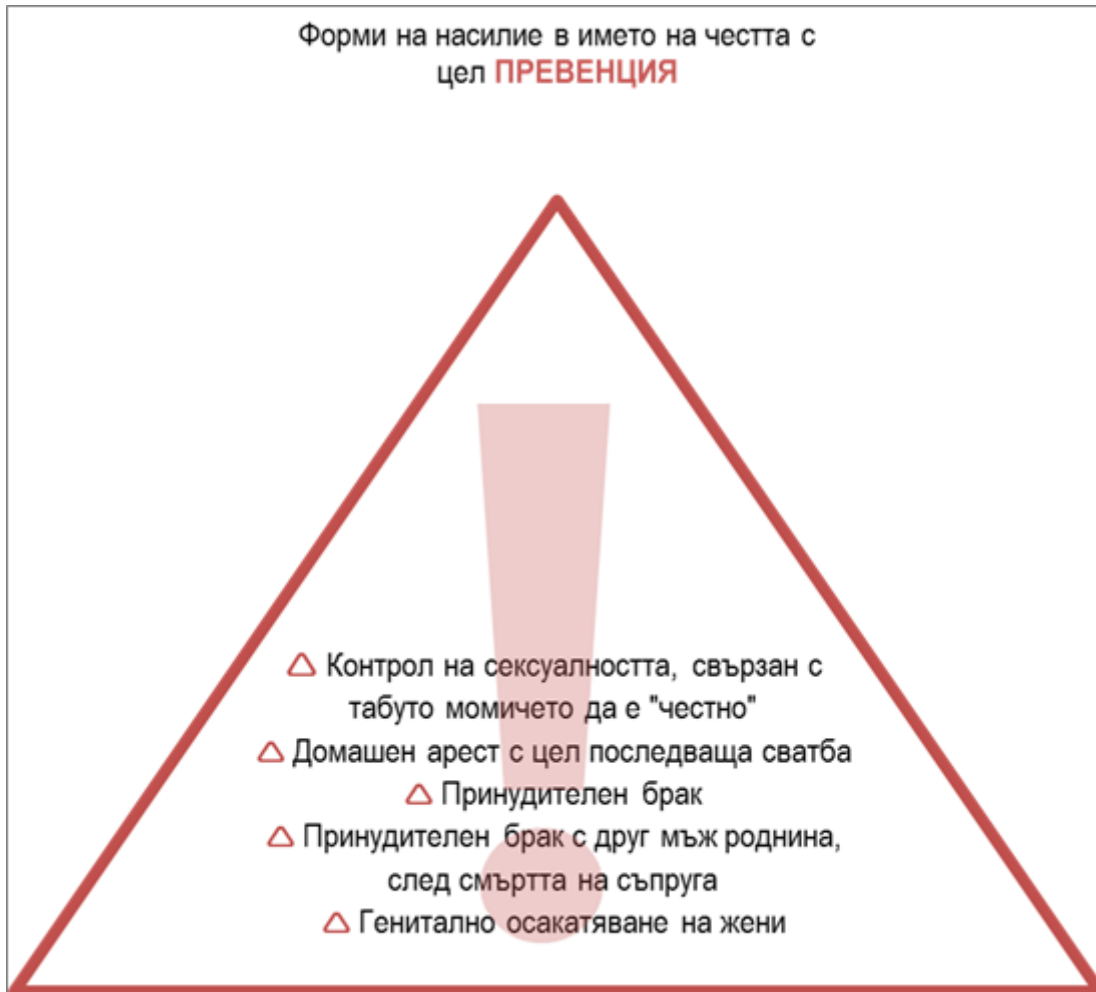 Форми на насилие в името на честта с
цел ПРЕВЕНЦИЯ
Контрол на сексуалността, свързан с
табуто момичето да е "честно"
Домашен арест с цел последваща сватба
Принудителен брак
Принудителен брак с друг мъж роднина,
след смъртта на съпруга
Генитално осакатяване на жени